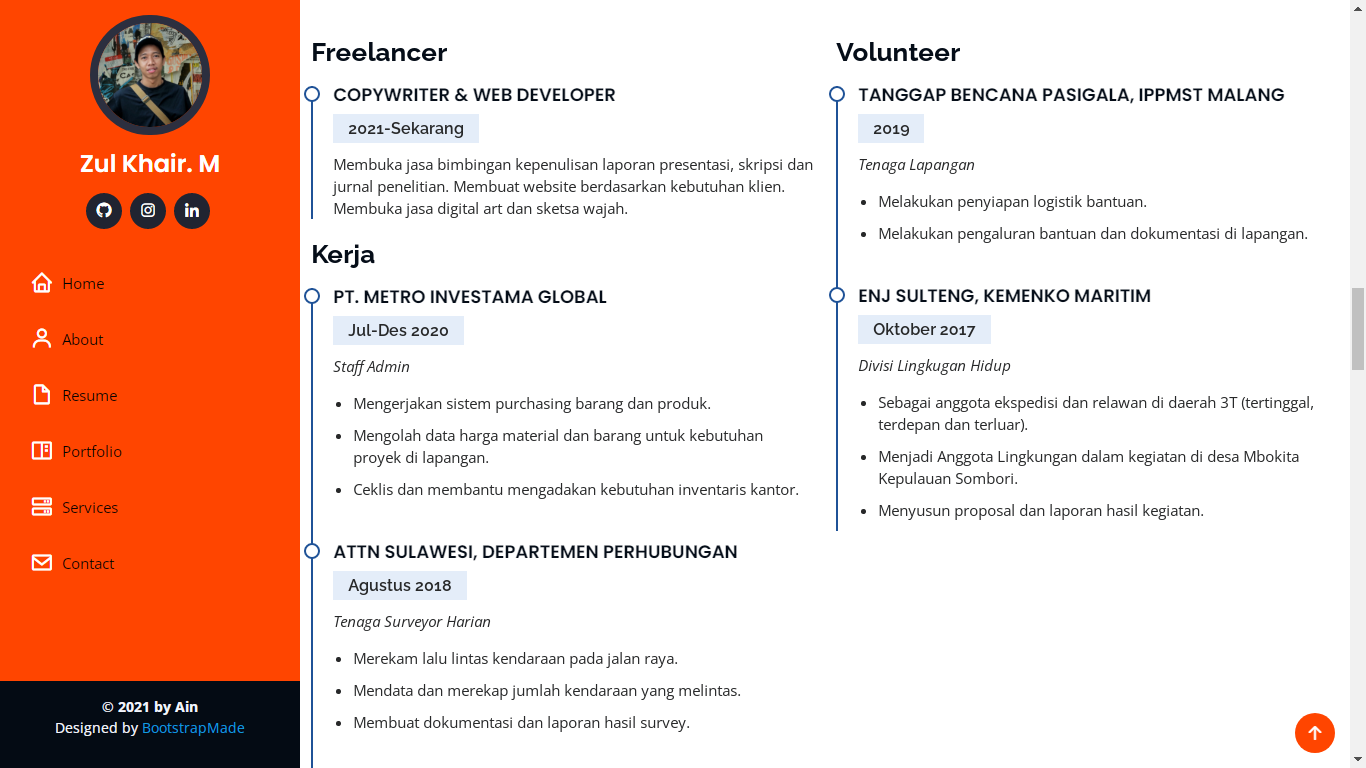 Zul Khair. M
Home
About
Resume
Portfolio
Services
Contact
© 2021 by Ain
Designed by BootstrapMade
Freelancer
COPYWRITER & WEB DEVELOPER
2021-Sekarang
Membuka jasa bimbingan kepenulisan laporan presentasi, skripsi dan
jurnal penelitian. Membuat website berdasarkan kebutuhan klien.
Membuka jasa digital art dan sketsa wajah.
Kerja
PT. METRO INVESTAMA GLOBAL
Jul-Des 2020
Staff Admin
Mengerjakan sistem purchasing barang dan produk.
Mengolah data harga material dan barang untuk kebutuhan
proyek di lapangan.
Ceklis dan membantu mengadakan kebutuhan inventaris kantor.
ATTN SULAWESI, DEPARTEMEN PERHUBUNGAN
Agustus 2018
Tenaga Surveyor Harian
Merekam lalu lintas kendaraan pada jalan raya.
Mendata dan merekap jumlah kendaraan yang melintas.
Membuat dokumentasi dan laporan hasil survey.
Volunteer
TANGGAP BENCANA PASIGALA, IPPMST MALANG
2019
Tenaga Lapangan
Melakukan penyiapan logistik bantuan.
Melakukan pengaluran bantuan dan dokumentasi di lapangan.
ENJ SULTENG, KEMENKO MARITIM
Oktober 2017
Divisi Lingkugan Hidup
Sebagai anggota ekspedisi dan relawan di daerah 3T (tertinggal,
terdepan dan terluar).
Menjadi Anggota Lingkungan dalam kegiatan di desa Mbokita
Kepulauan Sombori.
Menyusun proposal dan laporan hasil kegiatan.